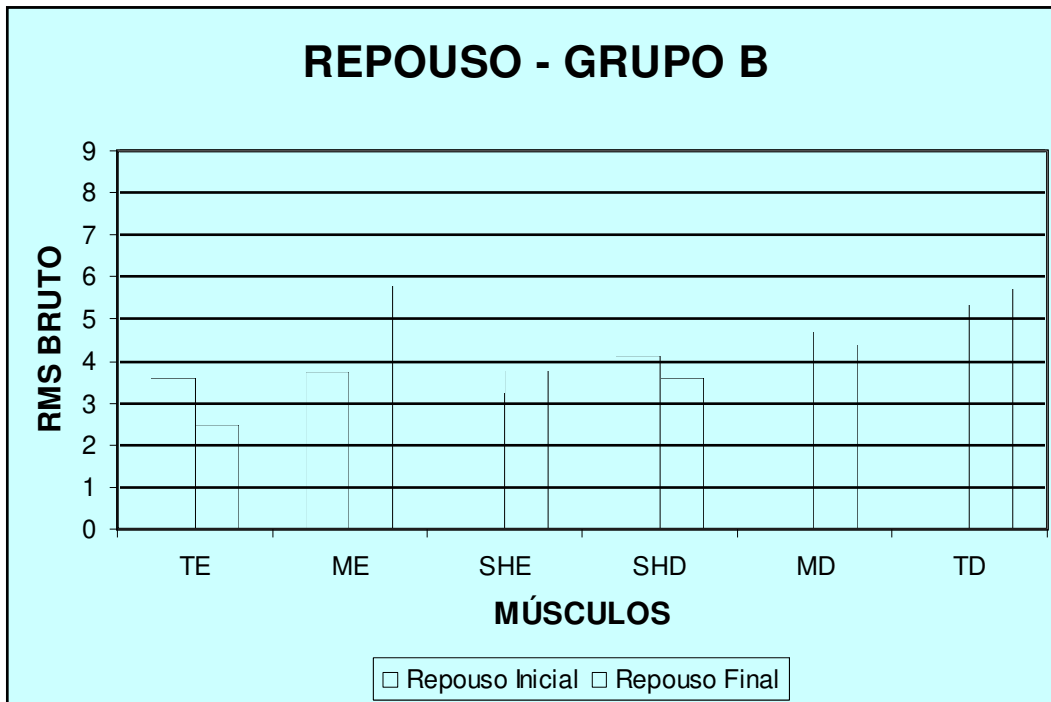 REPOUSO - GRUPO B
9
8
7
6
5
4
3
2
1
0
RMS BRUTO
TE ME SHE SHD MD TD
MÚSCULOS
Repouso Inicial Repouso Final